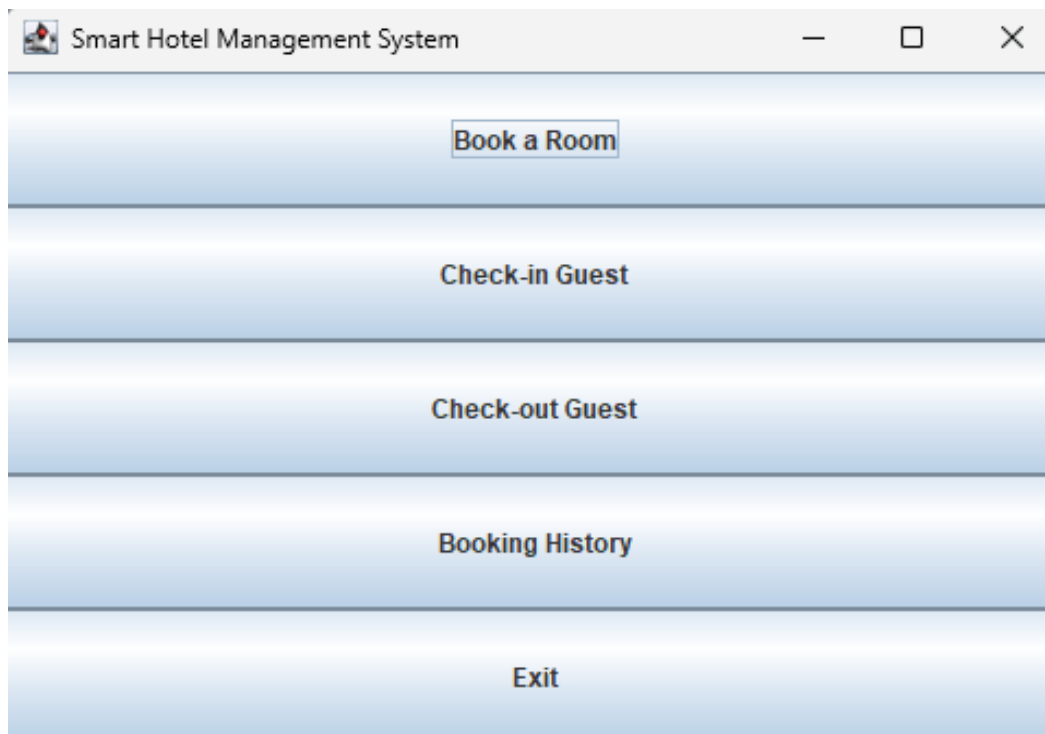 Smart Hotel Management System
Book a Room
Check-in Guest
Check-out Guest
Booking History
Exit